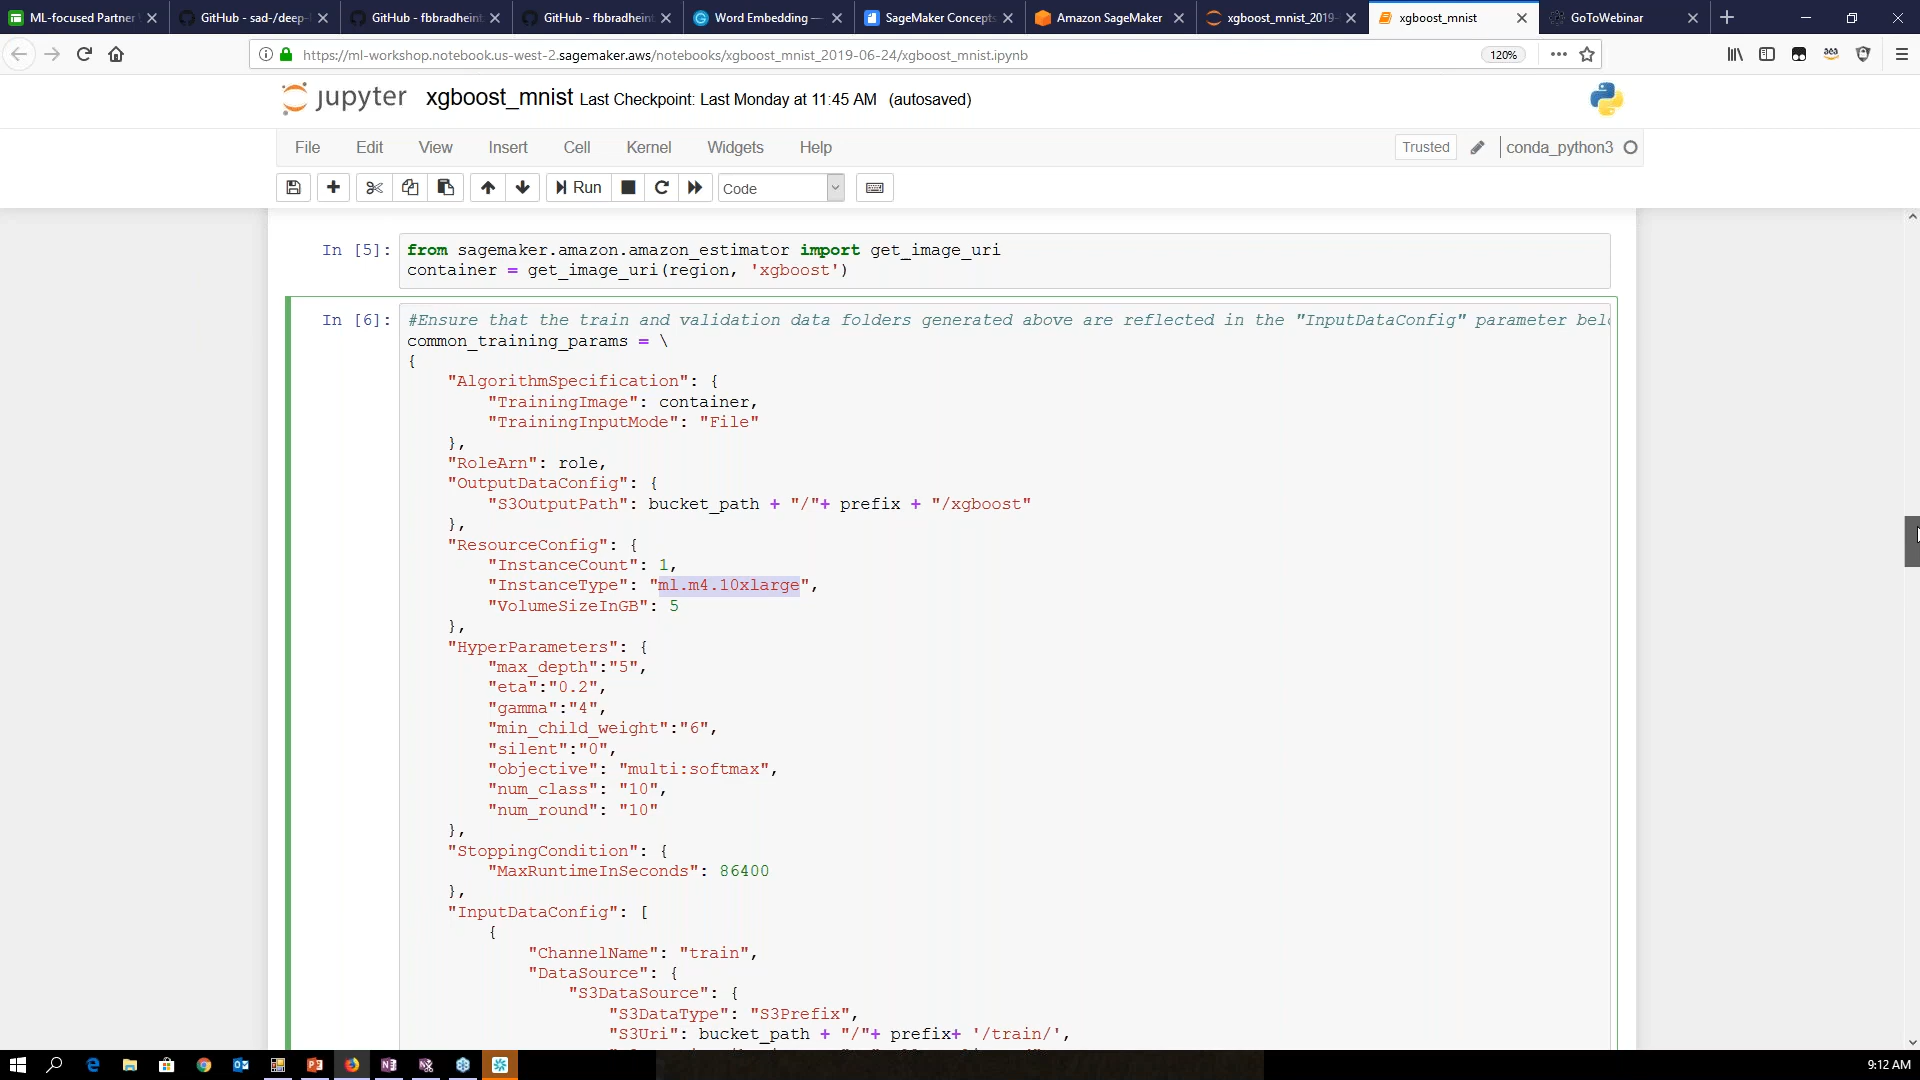 ML-focused Partner
GitHub - sad-/deep-l
GitHub - fbbradheint
GitHub - fbbradheint
Word Embedding —
SageMaker Concepts
Amazon SageMaker
xgboost_mnist_2019-
xgboost_mnist
GoToWebinar
https://ml-workshop.notebook.us-west-2.sagemaker.aws/notebooks/xgboost_mnist_2019-06-24/xgboost_mnist.ipynb
120%
jupyter xgboost_mnist Last Checkpoint: Last Monday at 11:45 AM (autosaved)
File Edit View Insert Cell Kernel Widgets Help
Trusted
conda_python3
Run
Code
In [5]: from sagemaker.amazon.amazon_estimator import get_image_uri
container = get_image_uri(region, 'xgboost')
In [6]: #Ensure that the train and validation data folders generated above are reflected in the "InputDataConfig" parameter belo
common_training_params = \
{
"AlgorithmSpecification": {
"TrainingImage": container,
"TrainingInputMode": "File"
},
"RoleArn": role,
"OutputDataConfig": {
"S3OutputPath": bucket_path + "/"+ prefix + "/xgboost"
},
"ResourceConfig": {
"InstanceCount": 1,
"InstanceType": "ml.m4.10xlarge",
"VolumeSizeInGB": 5
},
"HyperParameters": {
"max_depth":"5",
"eta":"0.2",
"gamma":"4",
"min_child_weight":"6",
"silent":"0",
"objective": "multi:softmax",
"num_class": "10",
"num_round": "10"
},
"StoppingCondition": {
"MaxRuntimeInSeconds": 86400
},
"InputDataConfig": [
{
"ChannelName": "train",
"DataSource": {
"S3DataSource": {
"S3DataType": "S3Prefix",
"S3Uri": bucket_path + "/"+ prefix+ '/train/',
9:12 AM